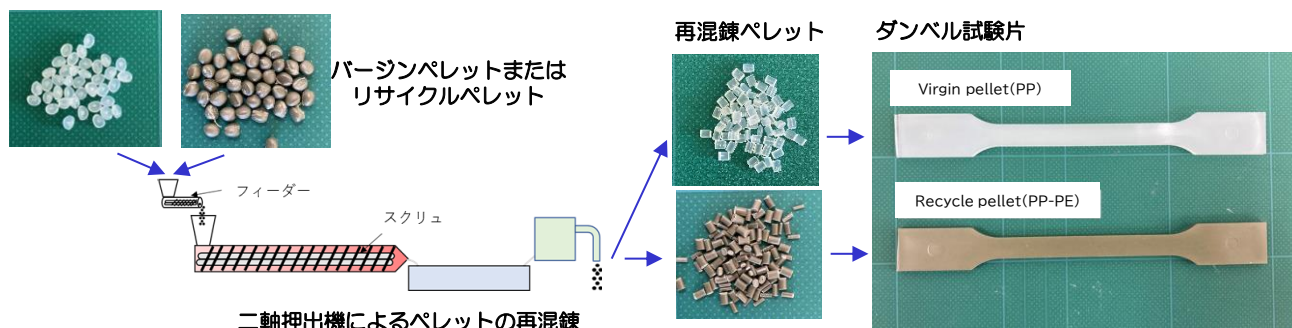 バージンペレットまたは
リサイクルペレット
フィーダー
スクリュ
二軸押出機によるペレットの再混錬
再混錬ペレット
ダンベル試験片
Virgin pellet(PP)
Recycle pellet(PP-PE)